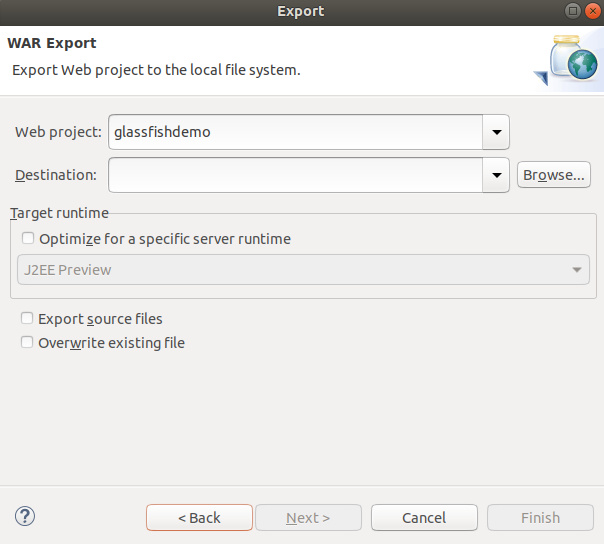 Export
WAR Export
Export Web project to the local file system.
Web project: glassfishdemo
Destination: Browse...
Target runtime
Optimize for a specific server runtime
J2EE Preview
Export source files
Overwrite existing file
? < Back Next > Cancel Finish